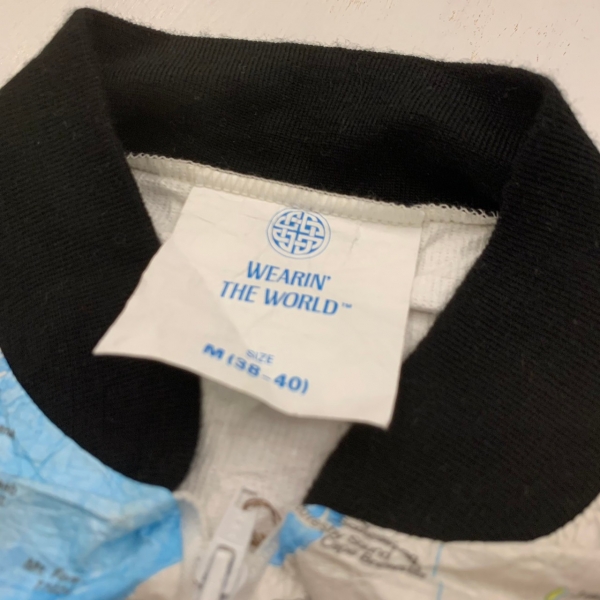 WEARIN'
THE WORLD™
SIZE
M (38-40)